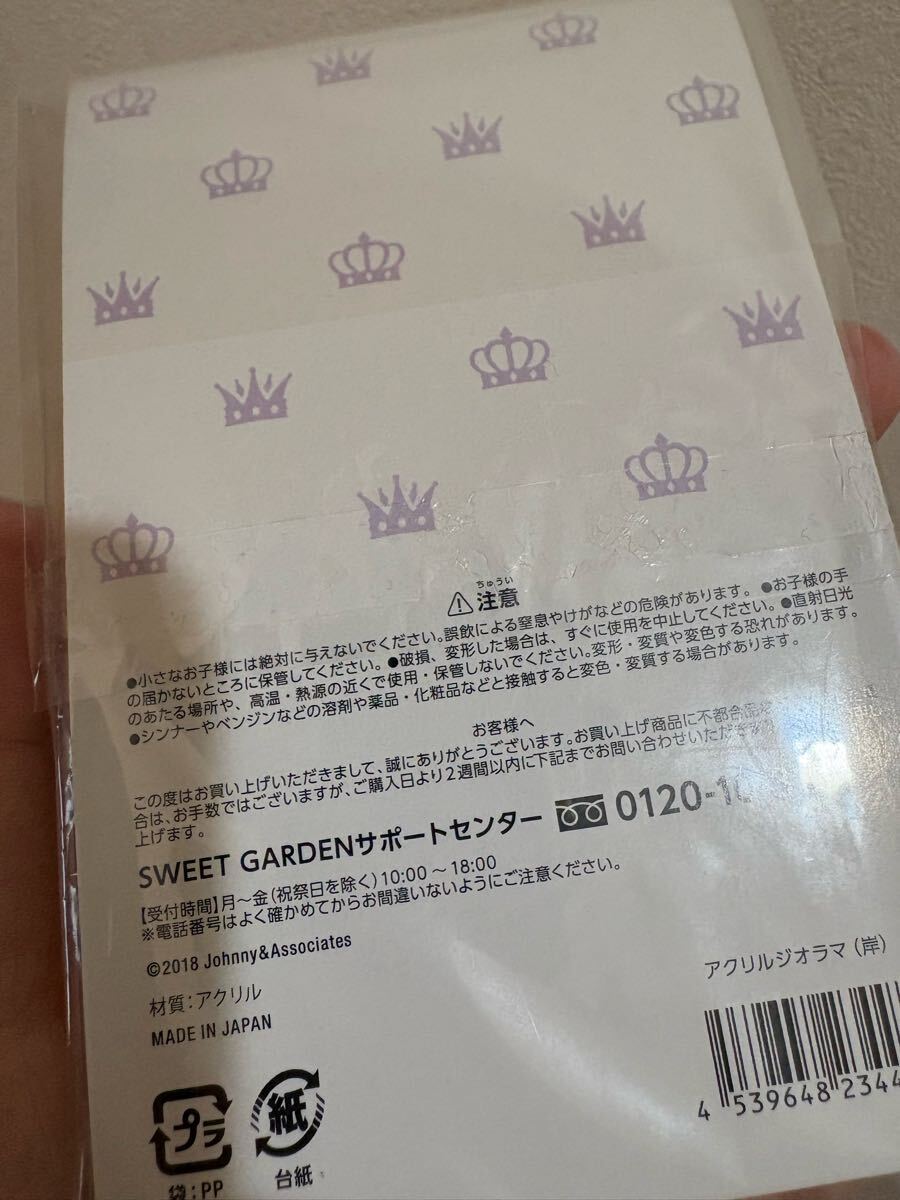 ちゅうい
⚠注意
●小さなお子様には絶対に与えないでください。誤飲による窒息やけがなどの危険があります。 ●お子様の手
の届かないところに保管してください。 ●破損、変形した場合は、すぐに使用を中止してください。 ●直射日光
のあたる場所や、高温・熱源の近くで使用・保管しないでください。変形・変質や変色する恐れがあります。
●シンナーやベンジンなどの溶剤や薬品・化粧品などと接触すると変色・変質する場合があります。
お客様へ
この度はお買い上げいただきまして、誠にありがとうございます。お買い上げ商品に不都合
合は、お手数ではございますが、ご購入日より2週間以内に下記までお問い合わせいただき
上げます。
SWEET GARDENサポートセンター 0120-1
【受付時間】月～金(祝祭日を除く)10:00～18:00
※電話番号はよく確かめてからお間違いないようにご注意ください。
©2018 Johnny&Associates
材質：アクリル
MADE IN JAPAN
アクリルジオラマ（岸）
4 539648 2344
プラ
紙
袋：PP
台紙